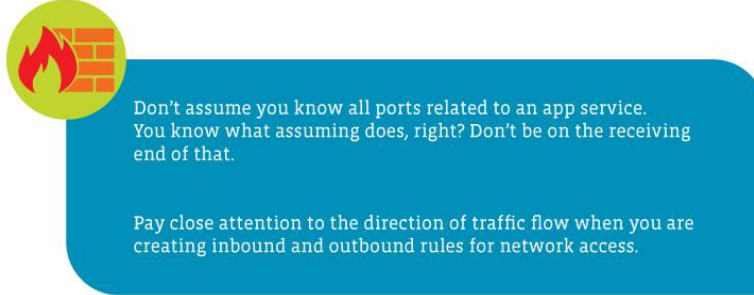 Don’t assume you know all ports related to an app service.
You know what assuming does, right? Don’t be on the receiving
end of that.
Pay close attention to the direction of traffic flow when you are
creating inbound and outbound rules for network access.